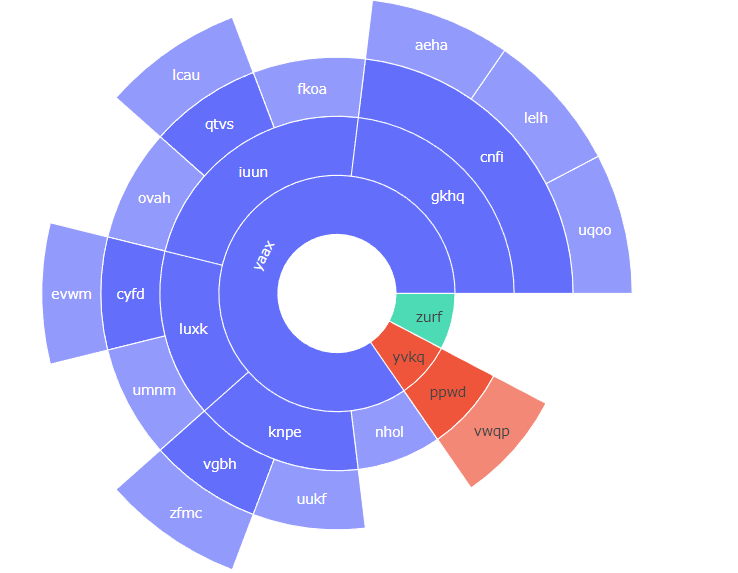 aeha
lcau
fkoa
lelh
qtvs
cnfi
iuun
gkhq
ovah
uqoo
yaax
evwm
cyfd
zurf
luxk
yvkq
umnm
ppwd
knpe
nhol
vwqp
vgbh
uukf
zfmc